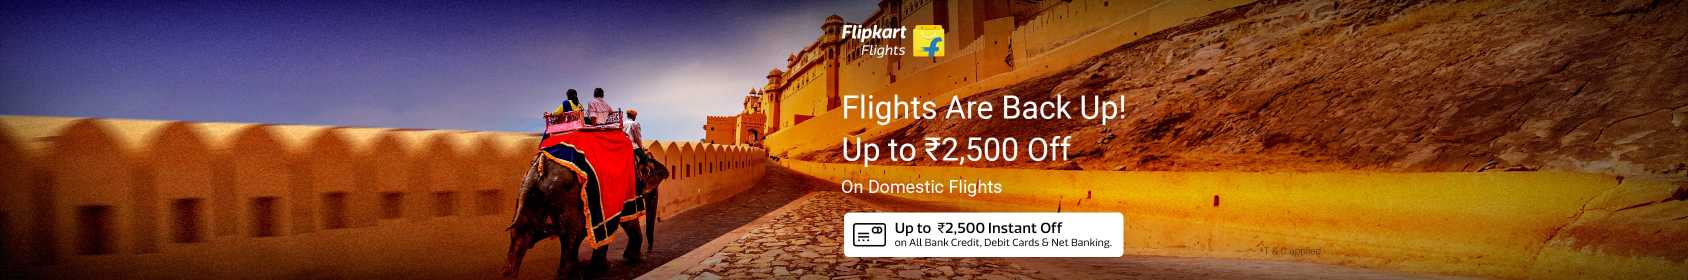 Flipkart
Flights
Flights Are Back Up!
Up to ₹2,500 Off
On Domestic Flights
Up to ₹2,500 Instant Off
on All Bank Credit, Debit Cards & Net Banking.
*T & C applied